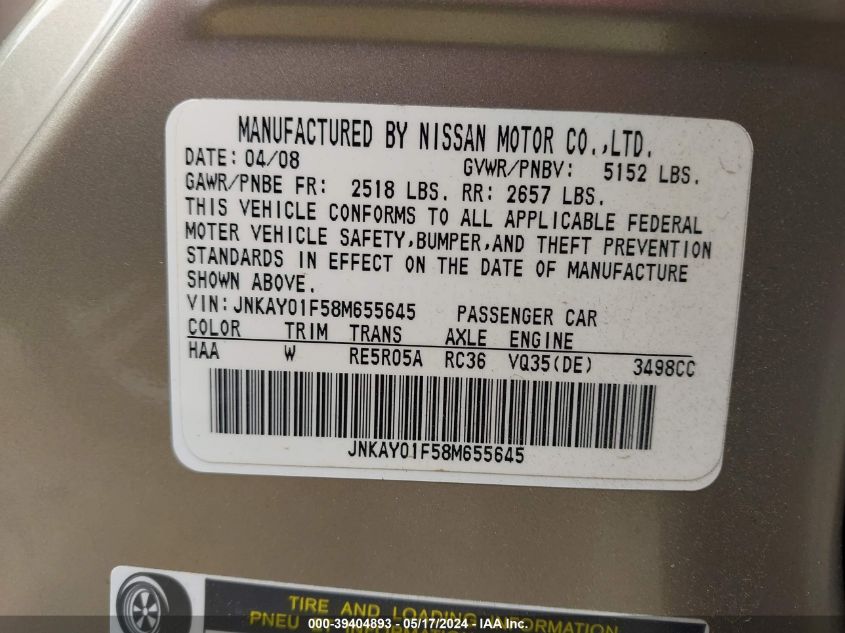 MANUFACTURED BY NISSAN MOTOR CO.,LTD.
DATE: 04/08 GVWR/PNBV: 5152 LBS.
GAWR/PNBE FR: 2518 LBS. RR: 2657 LBS.
THIS VEHICLE CONFORMS TO ALL APPLICABLE FEDERAL
MOTER VEHICLE SAFETY,BUMPER,AND THEFT PREVENTION
STANDARDS IN EFFECT ON THE DATE OF MANUFACTURE
SHOWN ABOVE.
VIN: JNKAY01F58M655645 PASSENGER CAR
COLOR TRIM TRANS AXLE ENGINE
HAA W RE5R05A RC36 VQ35(DE) 3498CC
JNKAY01F58M655645
TIRE AND LOADING INFORMATION
PNEU
000-39404893 - 05/17/2024 - IAA Inc.